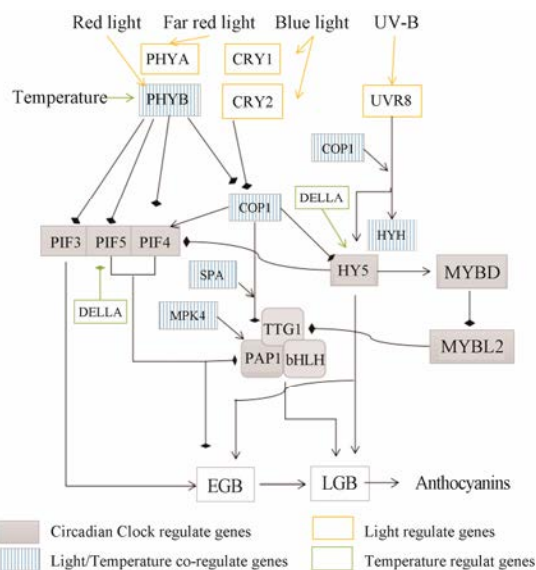 Red light Far red light Blue light UV-B
PHYA CRY1
Temperature PHYB CRY2 UVR8
COP1
DELLA
COP1 HYH
PIF3 PIF5 PIF4
HY5 MYBD
SPA
DELLA MPK4
TTG1
PAP1 bHLH MYBL2
EGB LGB Anthocyanins
Circadian Clock regulate genes Light regulate genes
Light/Temperature co-regulate genes Temperature regulat genes